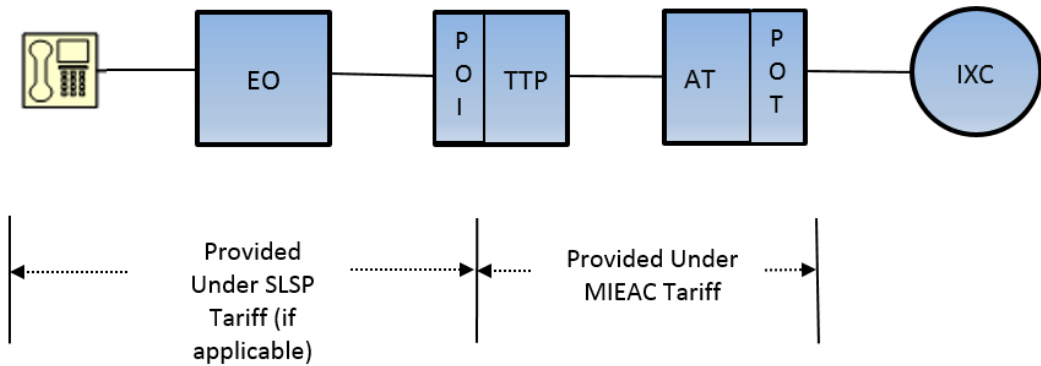 EO
P
O
I
TTP
AT
P
O
T
IXC
Provided
Under SLSP
Tariff (if
applicable)
Provided Under
MIEAC Tariff